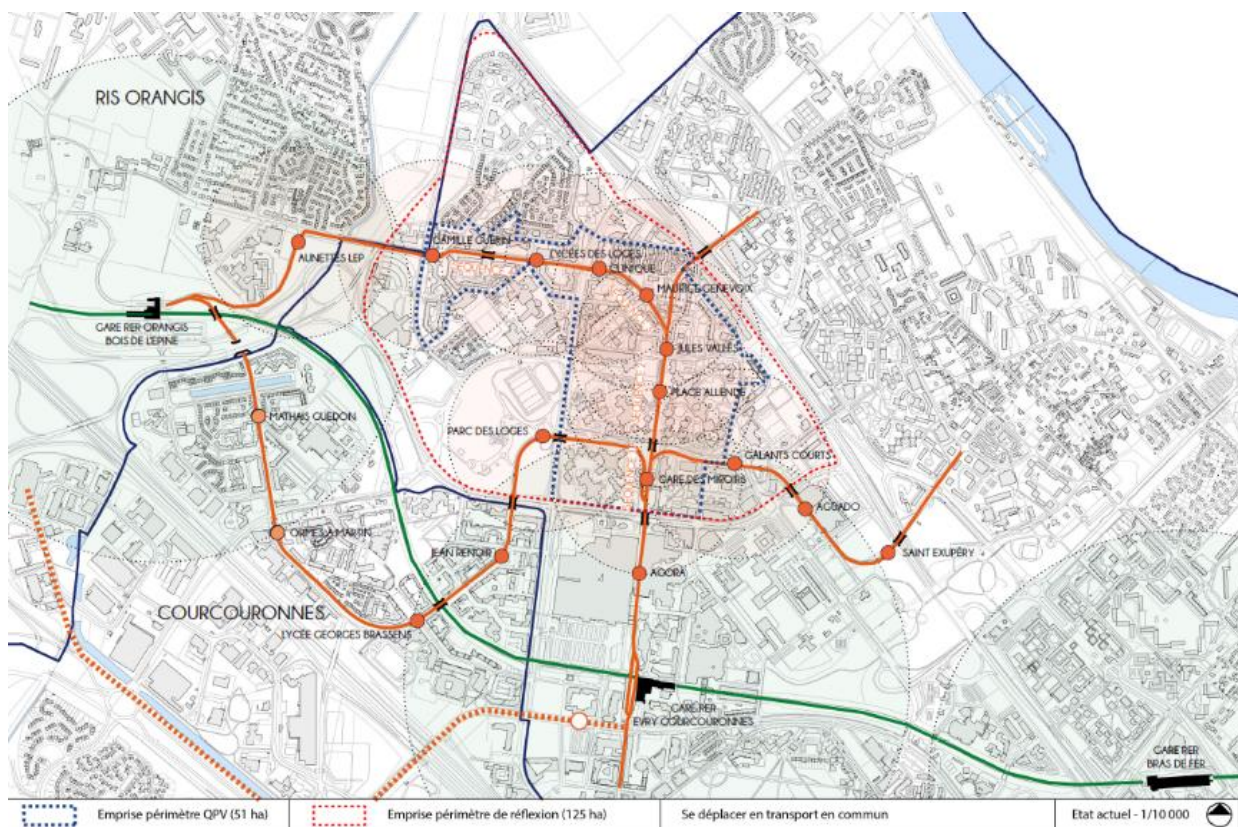 RIS ORANGIS
AUNETTES LEP
CAMILLE GUERIN
LYCÉES DES LOGES
CLINIQUE
MAURICE GENEVOIX
GARE RER ORANGIS
BOIS DE L'EPINE
JULES VALLÈS
PLACE ALLENDE
MATHAIS GUEDON
PARC DES LOGES
GALANTS COURTS
GARE DES MIROIRS
AGUADO
ORME A MARTIN
JEAN RENOIR
SAINT EXUPÉRY
AGORA
COURCOURONNES
LYCÉE GEORGES BRASSENS
GARE RER
EVRY COURCOURONNES
GARE RER
BRAS DE FER
Emprise périmètre QPV (51 ha)
Emprise périmètre de réflexion (125 ha)
Se déplacer en transport en commun
Etat actuel - 1/10 000